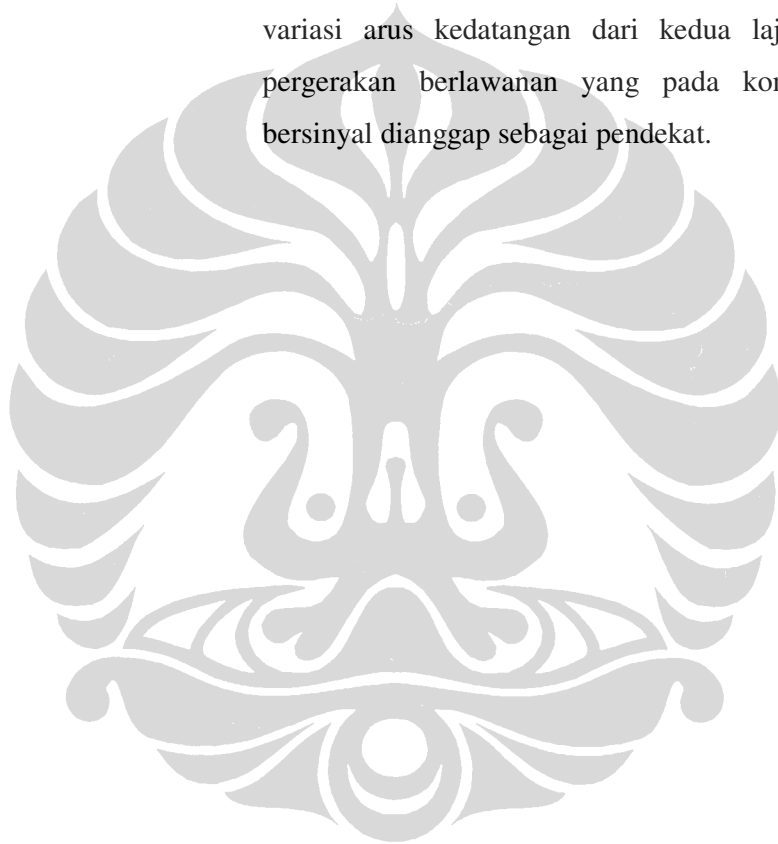 variasi arus kedatangan dari kedua
pergerakan berlawanan yang pada
bersinyal dianggap sebagai pendekat.